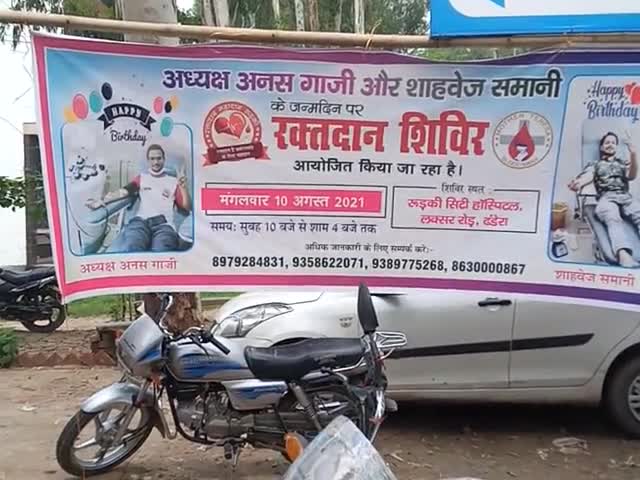 अध्यक्ष अनस गाजी और शाहवेज समानी
के जन्मदिन पर
रक्तदान शिविर
आयोजित किया जा रहा है।
Happy
Birthday
मंगलवार 10 अगस्त 2021
समय: सुबह 10 बजे से शाम 4 बजे तक
शिविर स्थल :
रूड़की सिटी हॉस्पिटल,
लक्सर रोड़, ढंडेरा
अधिक जानकारी के लिए सम्पर्क करे:-
8979284831, 9358622071, 9389775268, 8630000867
अध्यक्ष अनस गाजी
Happy
Birthday
शाहवेज समानी